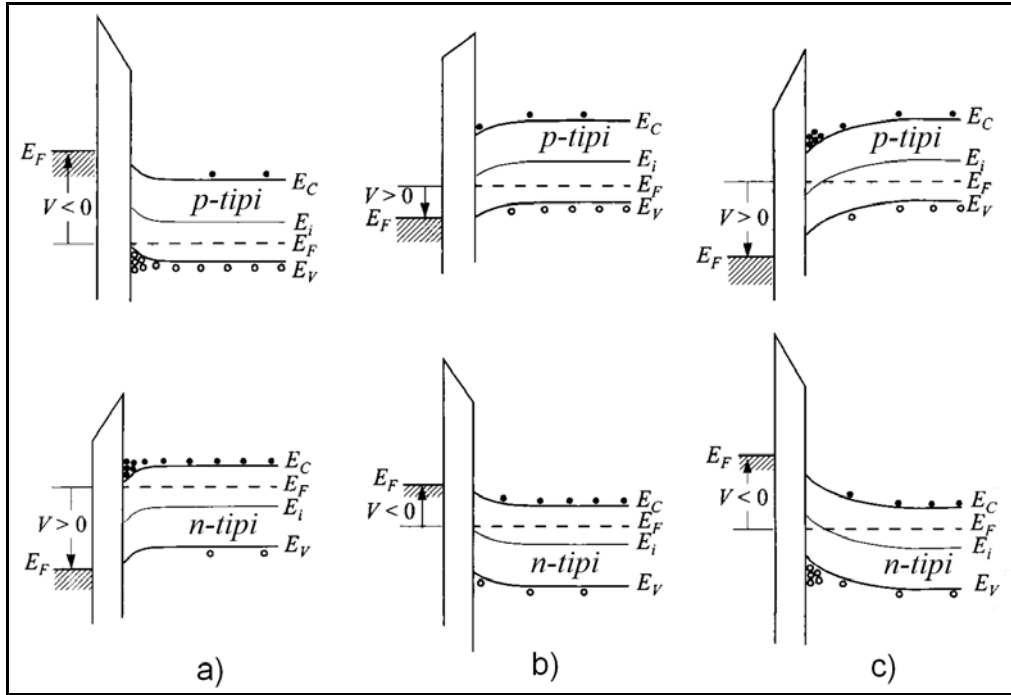 E_F
V < 0
p-tipi
E_C
E_i
E_F
E_V
V > 0
E_F
p-tipi
E_C
E_i
E_F
E_V
V > 0
E_F
p-tipi
E_C
E_i
E_F
E_V
V > 0
E_F
n-tipi
E_C
E_F
E_i
E_V
E_F
V < 0
n-tipi
E_C
E_F
E_i
E_V
E_F
V < 0
n-tipi
E_C
E_F
E_i
E_V
a)
b)
c)